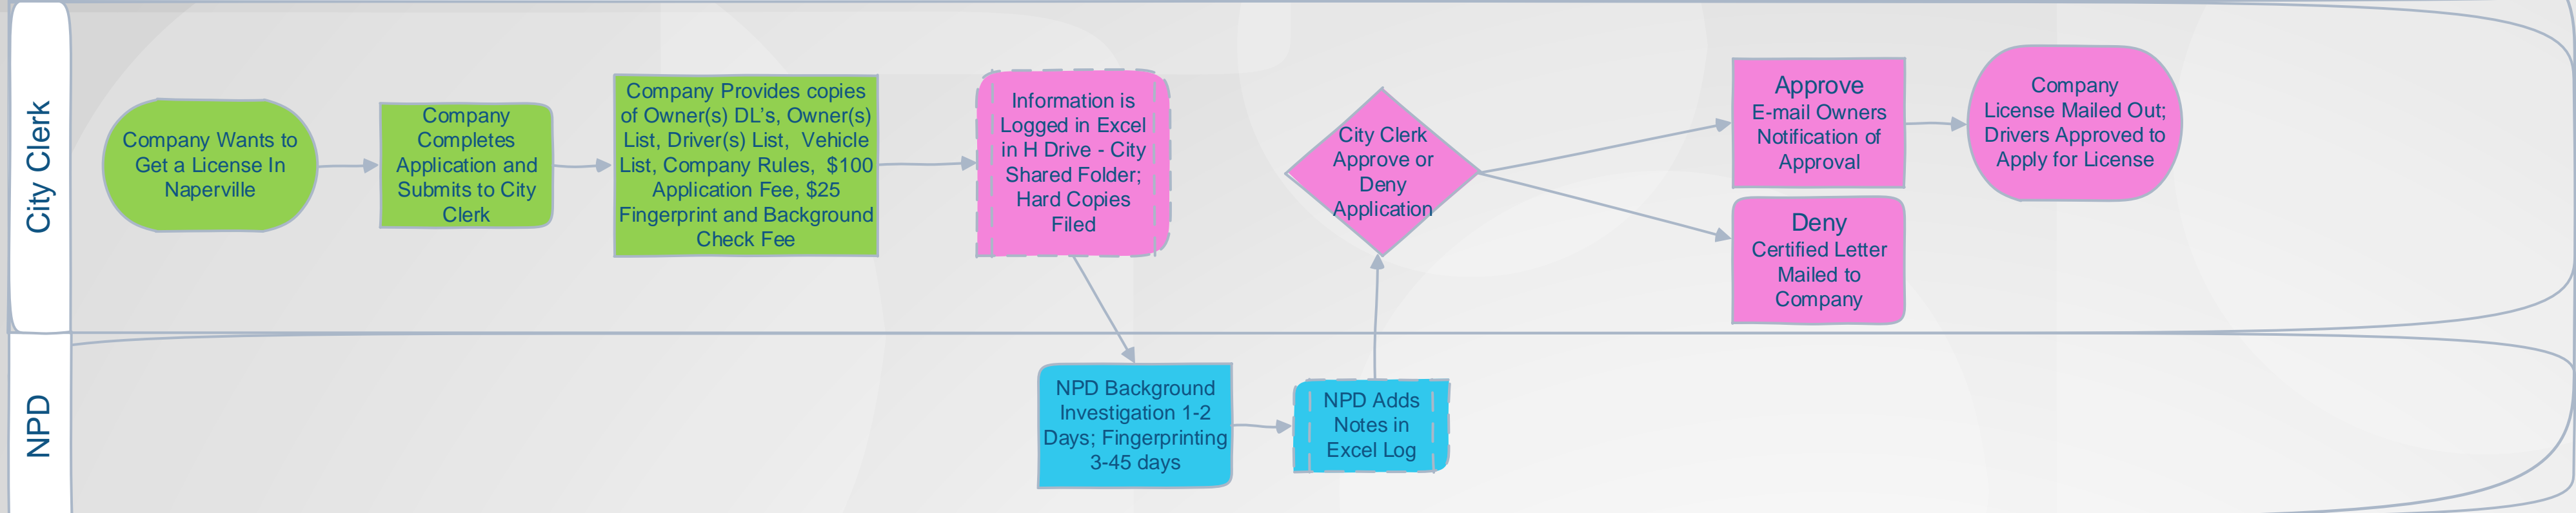 City Clerk
Company Wants to
Get a License In
Naperville
Company
Completes
Application and
Submits to City
Clerk
Company Provides copies
of Owner(s) DL’s, Owner(s)
List, Driver(s) List,  Vehicle
List, Company Rules,  $100
Application Fee, $25
Fingerprint and Background
Check Fee
Information is
Logged in Excel
in H Drive - City
Shared Folder;
Hard Copies
Filed
City Clerk
Approve or
Deny
Application
Approve
E-mail Owners
Notification of
Approval
Company
License Mailed Out;
Drivers Approved to
Apply for License
Deny
Certified Letter
Mailed to
Company
NPD
NPD Background
Investigation 1-2
Days; Fingerprinting
3-45 days
NPD Adds
Notes in
Excel Log